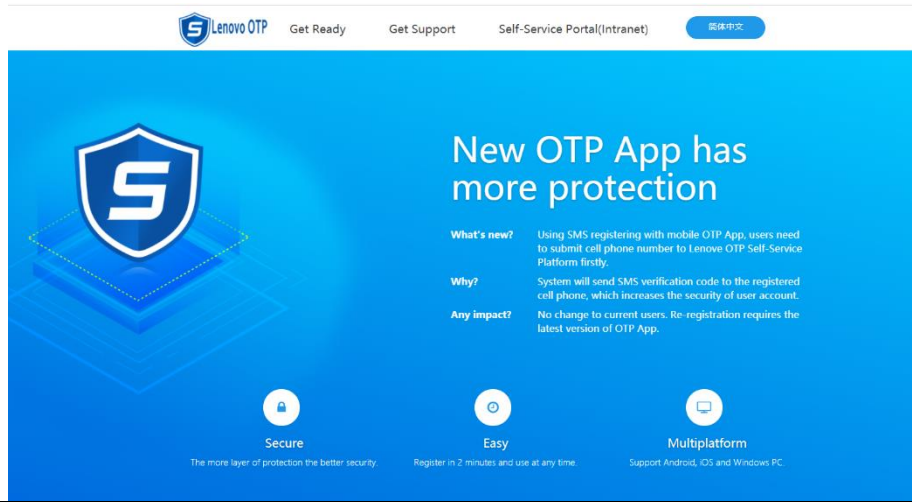 Lenovo OTP Get Ready Get Support Self-Service Portal(Intranet) 简体中文
New OTP App has
more protection
What's new? Using SMS registering with mobile OTP App, users need
to submit cell phone number to Lenove OTP Self-Service
Platform firstly.
Why? System will send SMS verification code to the registered
cell phone, which increases the security of user account.
Any impact? No change to current users. Re-registration requires the
latest version of OTP App.
Secure Easy Multiplatform
The more layer of protection the better security. Register in 2 minutes and use at any time. Support Android, iOS and Windows PC.